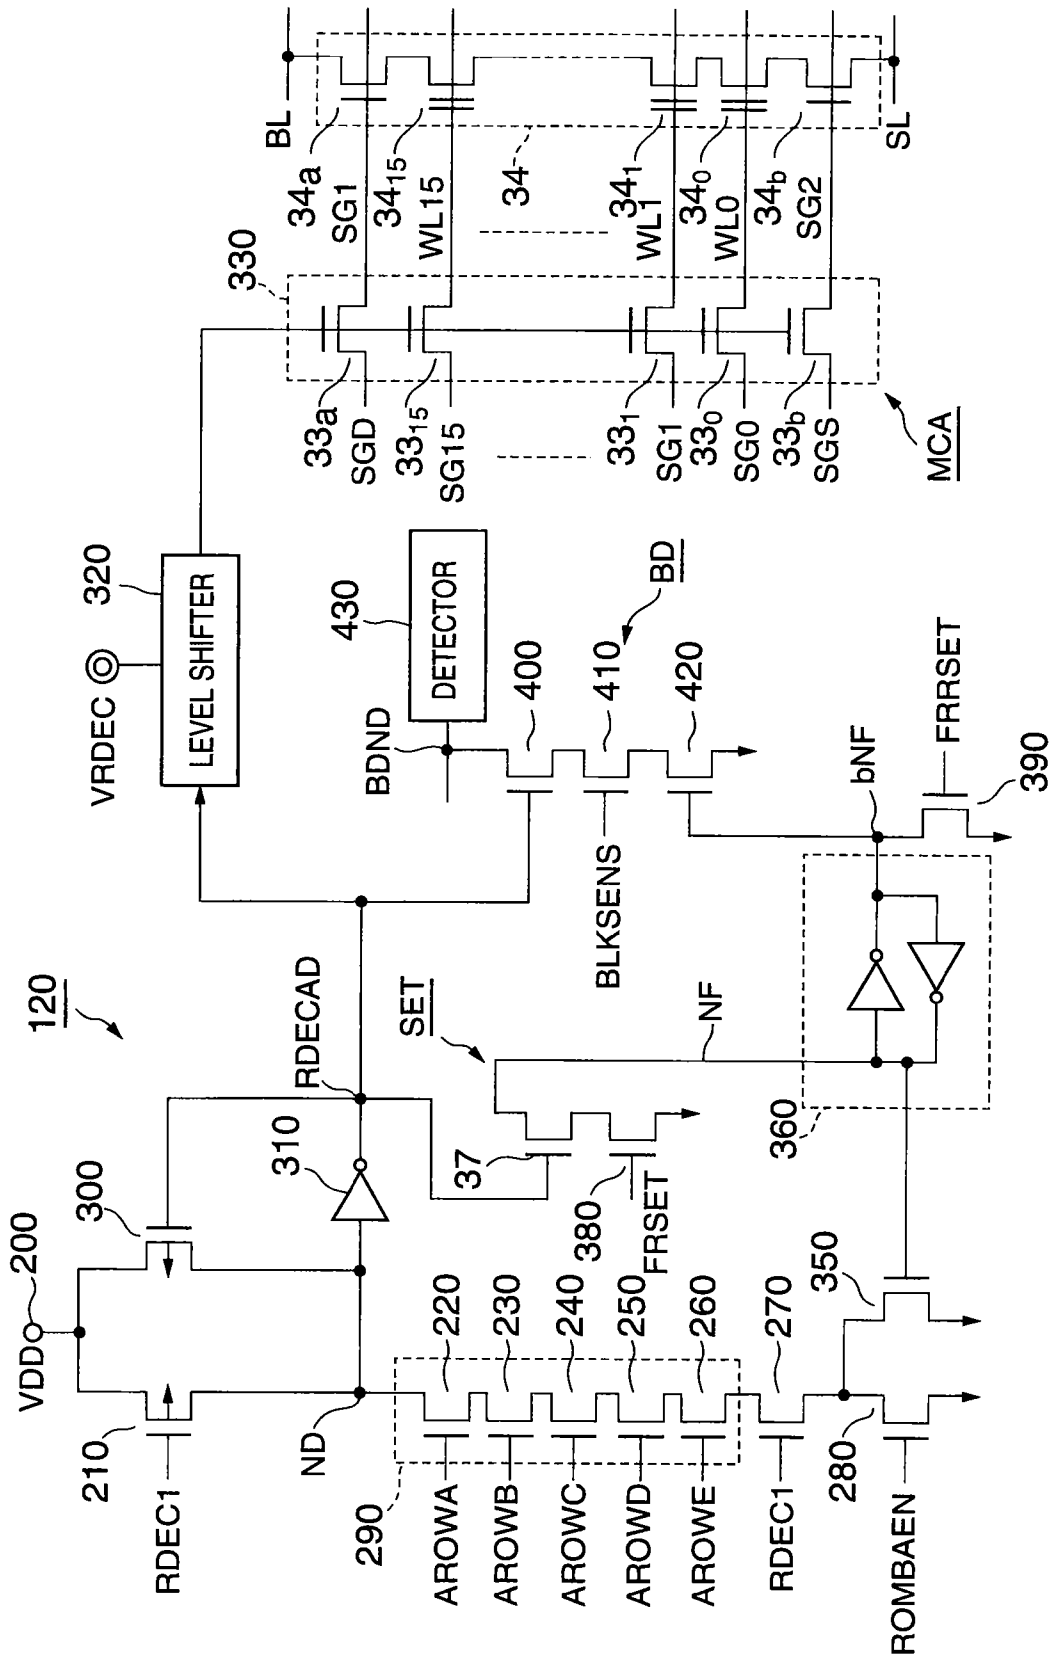 120
VDD
200
210
RDEC1
300
ND
310
RDECAD
290
AROWA
220
AROWB
230
AROWC
240
AROWD
250
AROWE
260
RDEC1
270
ROMBAEN
280
350
37
380
FRSET
SET
NF
360
bNF
FRRSET
390
VRDEC
320
LEVEL SHIFTER
BDND
430
DETECTOR
400
BLKSENS
410
420
BD
330
33a
SGD
3315
SG15
331
SG1
330
SG0
33b
SGS
MCA
BL
34a
SG1
3415
WL15
34
341
WL1
340
WL0
34b
SG2
SL